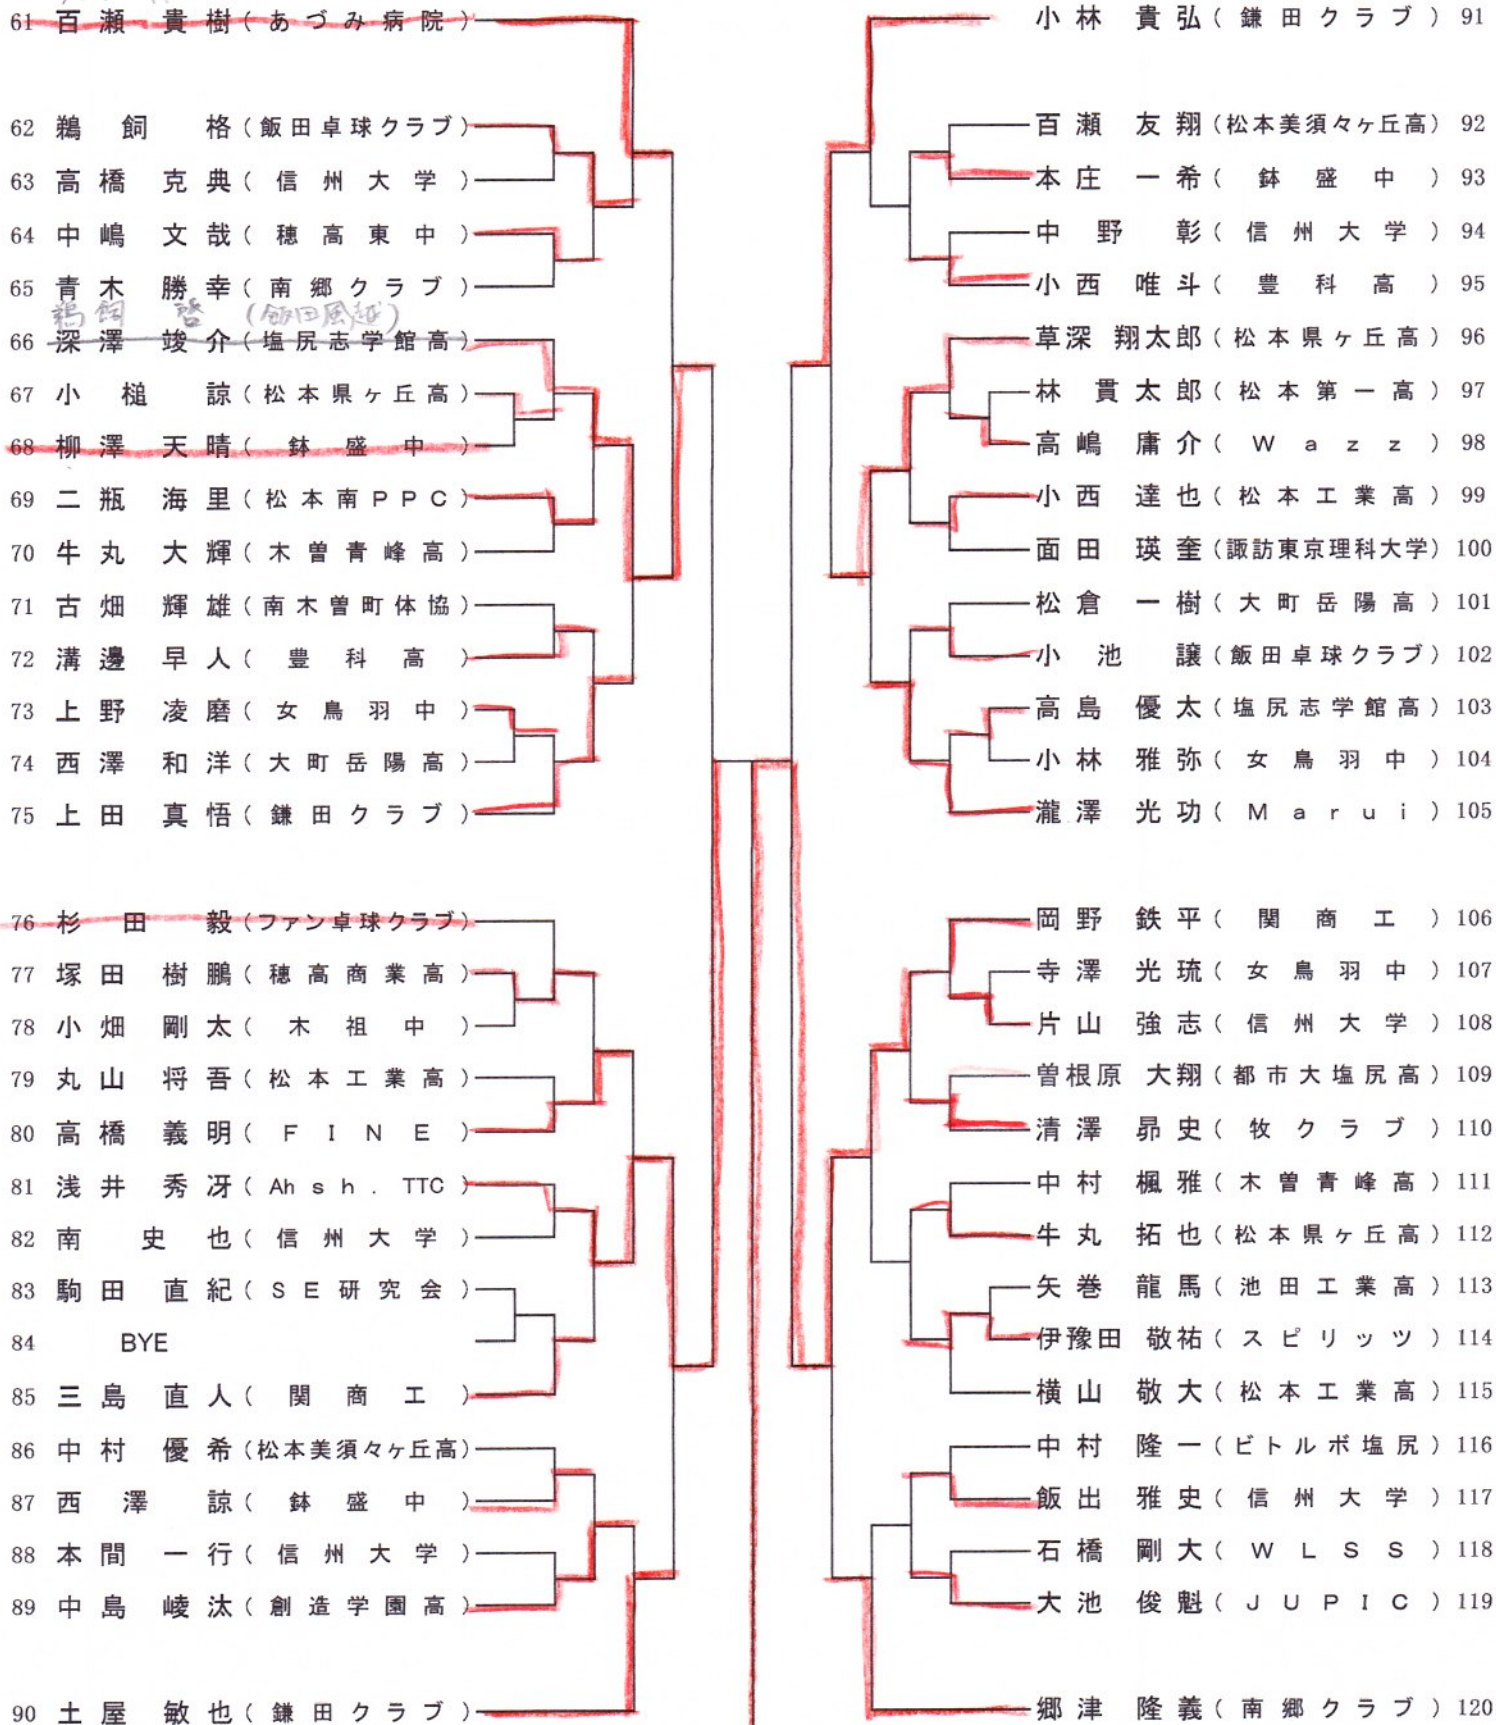 61 百瀬 貴樹(あづみ病院)
62 鵜飼 格(飯田卓球クラブ)
63 高橋 克典(信州大学)
64 中嶋 文哉(穂高東中)
65 青木 勝幸(南郷クラブ)
鵜飼 啓 (飯田風越)
66 深澤 竣介(塩尻志学館高)
67 小槌 諒(松本県ヶ丘高)
68 柳澤 天晴(鉢盛中)
69 二瓶 海里(松本南PPC)
70 牛丸 大輝(木曽青峰高)
71 古畑 輝雄(南木曽町体協)
72 溝邊 早人(豊科高)
73 上野 凌磨(女鳥羽中)
74 西澤 和洋(大町岳陽高)
75 上田 真悟(鎌田クラブ)
76 杉田 毅(ファン卓球クラブ)
77 塚田 樹鵬(穂高商業高)
78 小畑 剛太(木祖中)
79 丸山 将吾(松本工業高)
80 高橋 義明(FINE)
81 浅井 秀冴(Ahsh.TTC)
82 南 史也(信州大学)
83 駒田 直紀(SE研究会)
84 BYE
85 三島 直人(関商工)
86 中村 優希(松本美須々ヶ丘高)
87 西澤 諒(鉢盛中)
88 本間 一行(信州大学)
89 中島 崚汰(創造学園高)
90 土屋 敏也(鎌田クラブ)
小林 貴弘(鎌田クラブ) 91
百瀬 友翔(松本美須々ヶ丘高) 92
本庄 一希(鉢盛中) 93
中野 彰(信州大学) 94
小西 唯斗(豊科高) 95
草深 翔太郎(松本県ヶ丘高) 96
林 貫太郎(松本第一高) 97
高嶋 庸介(Wazz) 98
小西 達也(松本工業高) 99
面田 瑛奎(諏訪東京理科大学) 100
松倉 一樹(大町岳陽高) 101
小池 譲(飯田卓球クラブ) 102
高島 優太(塩尻志学館高) 103
小林 雅弥(女鳥羽中) 104
瀧澤 光功(Marui) 105
岡野 鉄平(関商工) 106
寺澤 光琉(女鳥羽中) 107
片山 強志(信州大学) 108
曽根原 大翔(都市大塩尻高) 109
清澤 昴史(牧クラブ) 110
中村 楓雅(木曽青峰高) 111
牛丸 拓也(松本県ヶ丘高) 112
矢巻 龍馬(池田工業高) 113
伊豫田 敬祐(スピリッツ) 114
横山 敬大(松本工業高) 115
中村 隆一(ビトルボ塩尻) 116
飯出 雅史(信州大学) 117
石橋 剛大(WLSS) 118
大池 俊魁(JUPIC) 119
郷津 隆義(南郷クラブ) 120